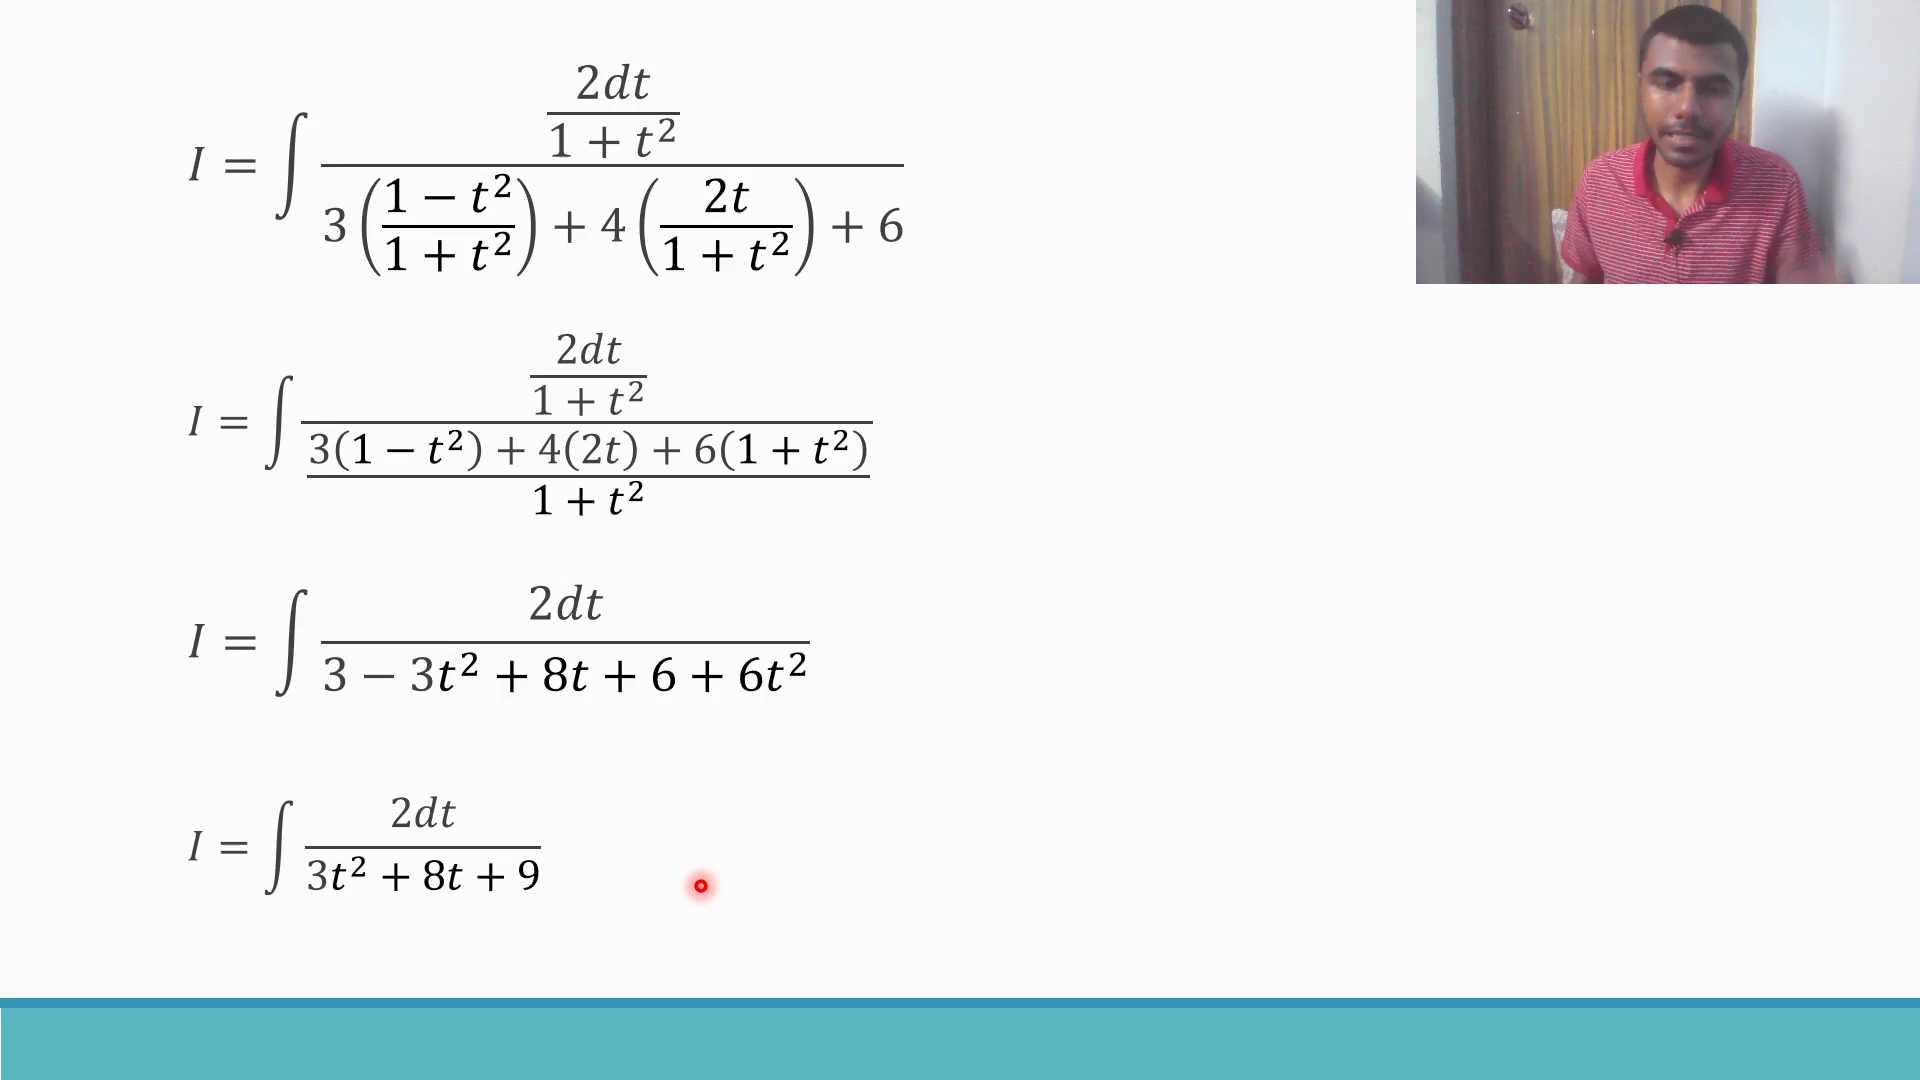 I = ∫ (2dt / (1 + t²)) / (3((1 − t²)/(1 + t²)) + 4(2t/(1 + t²)) + 6)
I = ∫ (2dt / (1 + t²)) / ((3(1 − t²) + 4(2t) + 6(1 + t²)) / (1 + t²))
I = ∫ 2dt / (3 − 3t² + 8t + 6 + 6t²)
I = ∫ 2dt / (3t² + 8t + 9)